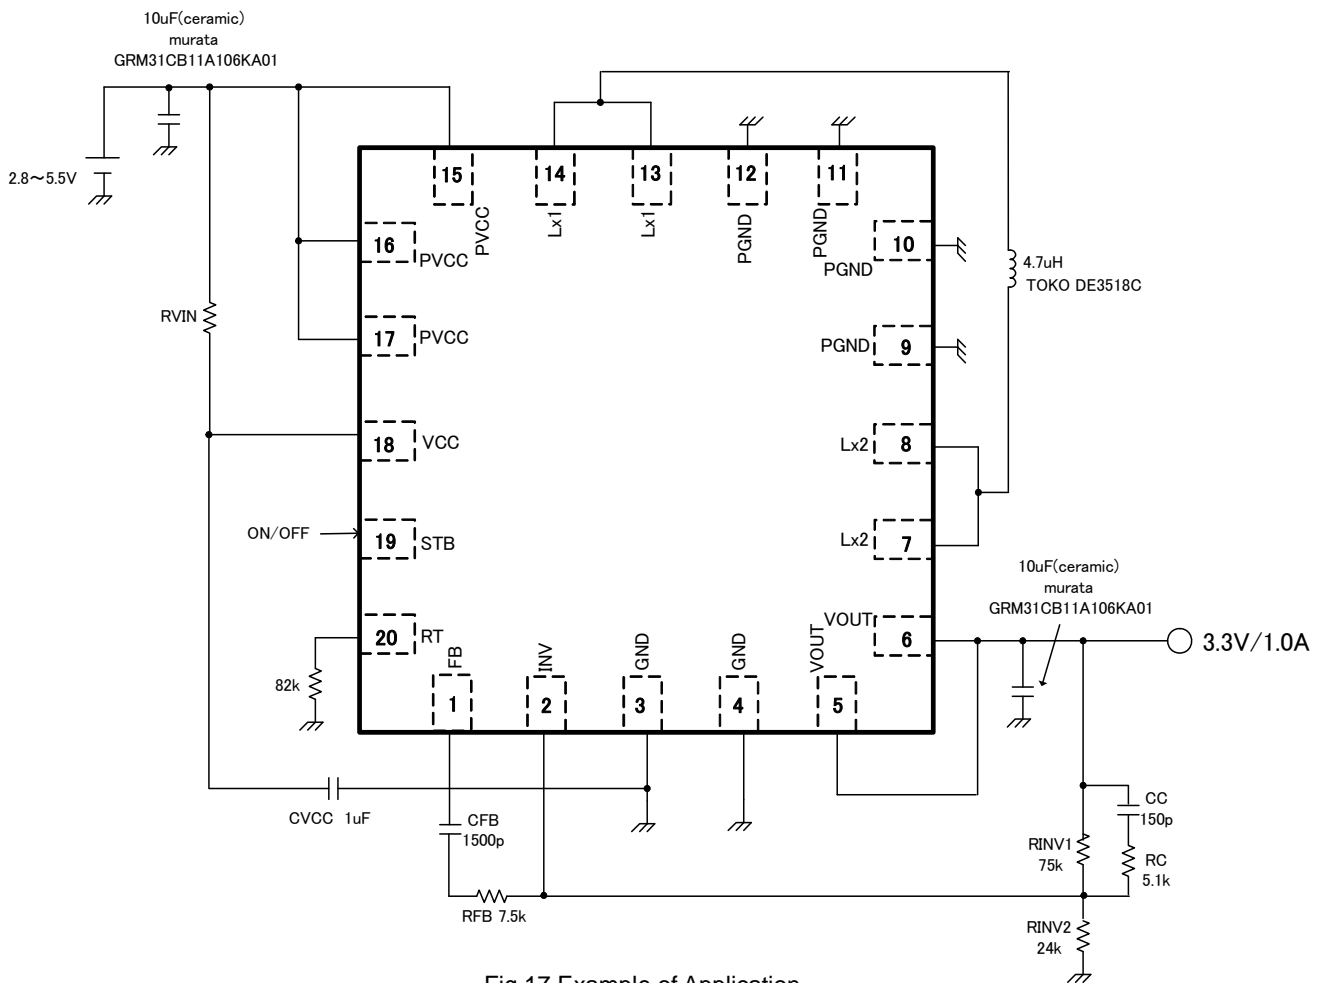 10uF(ceramic)
murata
GRM31CB11A106KA01
2.8～5.5V
15
PVCC
14
Lx1
13
Lx1
12
PGND
11
PGND
16
PVCC
10
PGND
4.7uH
TOKO DE3518C
RVIN
17
PVCC
PGND
9
18
VCC
Lx2
8
ON/OFF
19
STB
Lx2
7
10uF(ceramic)
murata
GRM31CB11A106KA01
20
RT
VOUT
6
3.3V/1.0A
82k
FB
1
INV
2
GND
3
GND
4
VOUT
5
CVCC 1uF
CFB
1500p
RFB 7.5k
CC
150p
RINV1
75k
RC
5.1k
RINV2
24k
Fig.17 Example of Application